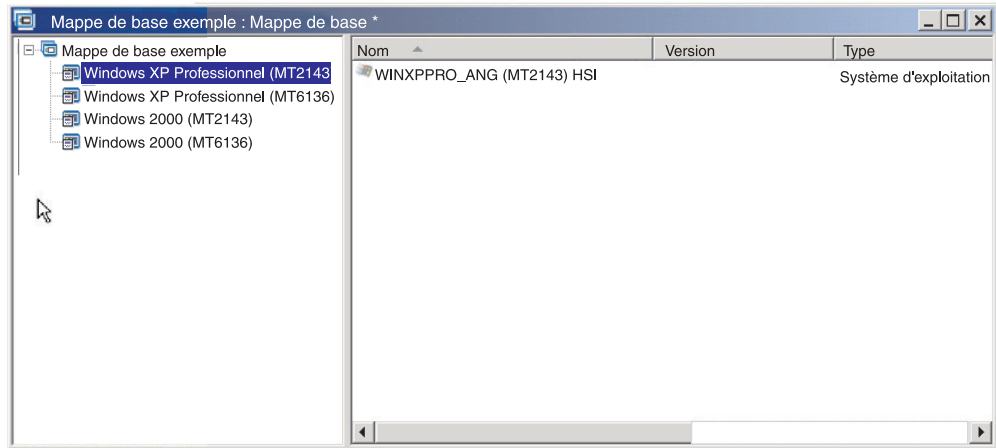 Mappe de base exemple : Mappe de base *
Mappe de base exemple
Windows XP Professionnel (MT2143
Windows XP Professionnel (MT6136)
Windows 2000 (MT2143)
Windows 2000 (MT6136)
Nom Version Type
WINXPPRO_ANG (MT2143) HSI Système d'exploitation